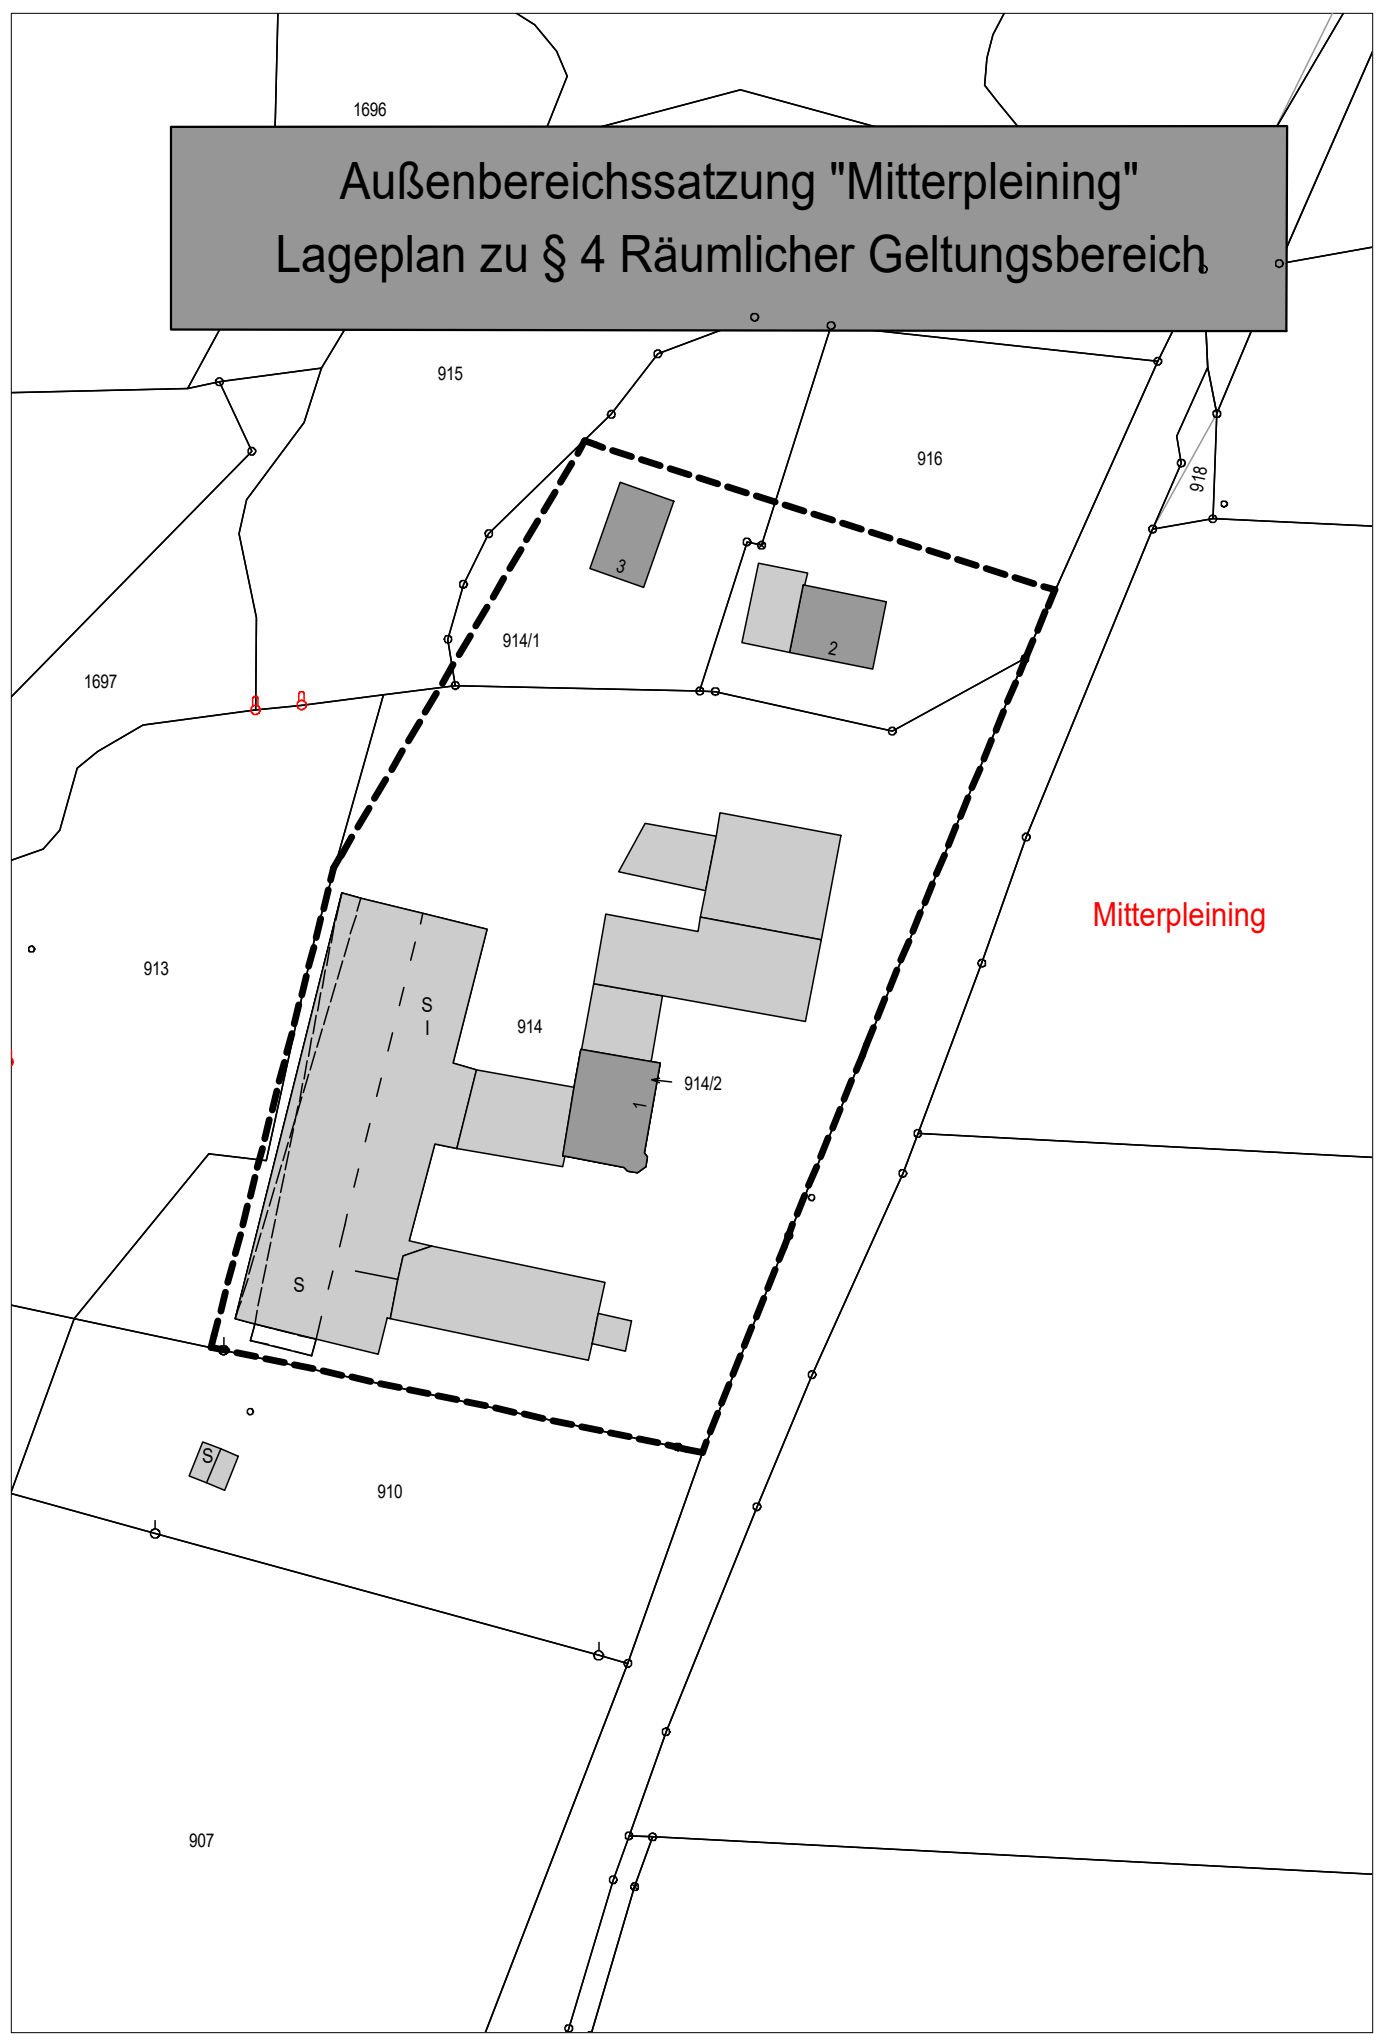 1696
Außenbereichssatzung "Mitterpleining"
Lageplan zu § 4 Räumlicher Geltungsbereich
915
916
918
3
914/1
2
1697
Mitterpleining
913
S
I
914
914/2
1
S
S
910
907